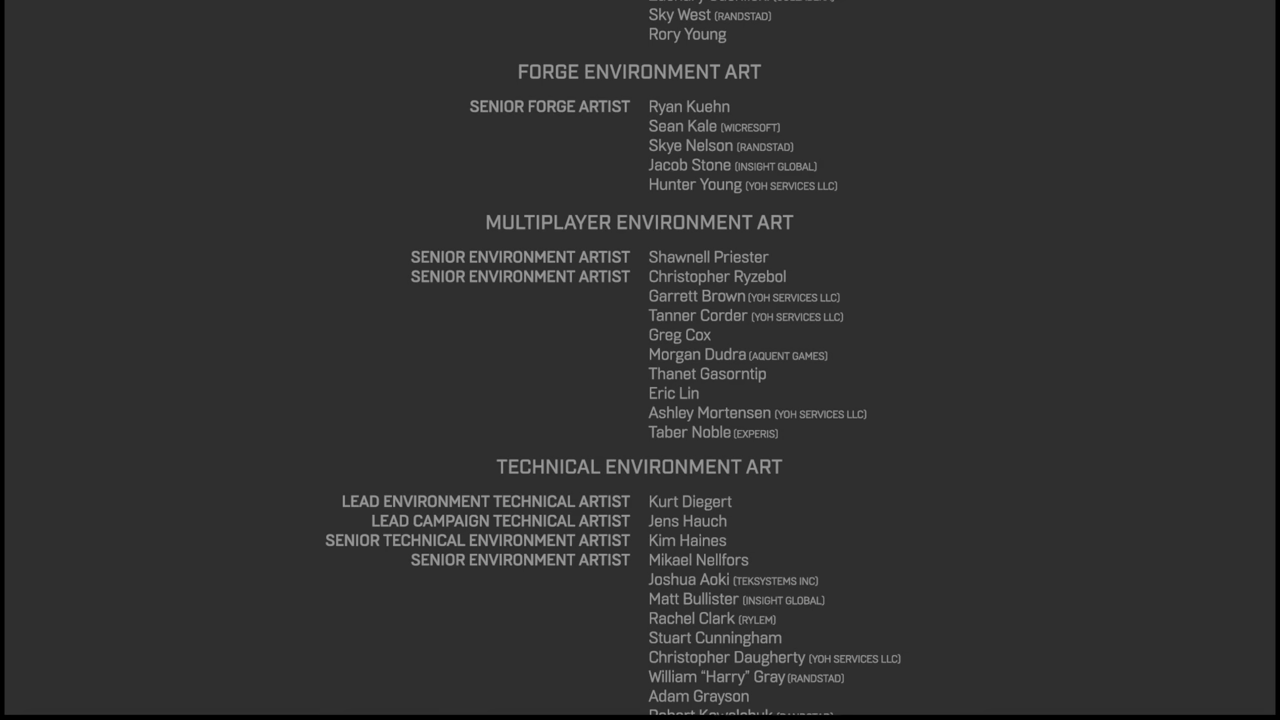 Sky West (RANDSTAD)
Rory Young
FORGE ENVIRONMENT ART
SENIOR FORGE ARTIST Ryan Kuehn
Sean Kale (WICRESOFT)
Skye Nelson (RANDSTAD)
Jacob Stone (INSIGHT GLOBAL)
Hunter Young (YOH SERVICES LLC)
MULTIPLAYER ENVIRONMENT ART
SENIOR ENVIRONMENT ARTIST Shawnell Priester
SENIOR ENVIRONMENT ARTIST Christopher Ryzebol
Garrett Brown (YOH SERVICES LLC)
Tanner Corder (YOH SERVICES LLC)
Greg Cox
Morgan Dudra (AQUENT GAMES)
Thanet Gasorntip
Eric Lin
Ashley Mortensen (YOH SERVICES LLC)
Taber Noble (EXPERIS)
TECHNICAL ENVIRONMENT ART
LEAD ENVIRONMENT TECHNICAL ARTIST Kurt Diegert
LEAD CAMPAIGN TECHNICAL ARTIST Jens Hauch
SENIOR TECHNICAL ENVIRONMENT ARTIST Kim Haines
SENIOR ENVIRONMENT ARTIST Mikael Nellfors
Joshua Aoki (TEKSYSTEMS INC)
Matt Bullister (INSIGHT GLOBAL)
Rachel Clark (RYLEM)
Stuart Cunningham
Christopher Daugherty (YOH SERVICES LLC)
William “Harry” Gray (RANDSTAD)
Adam Grayson